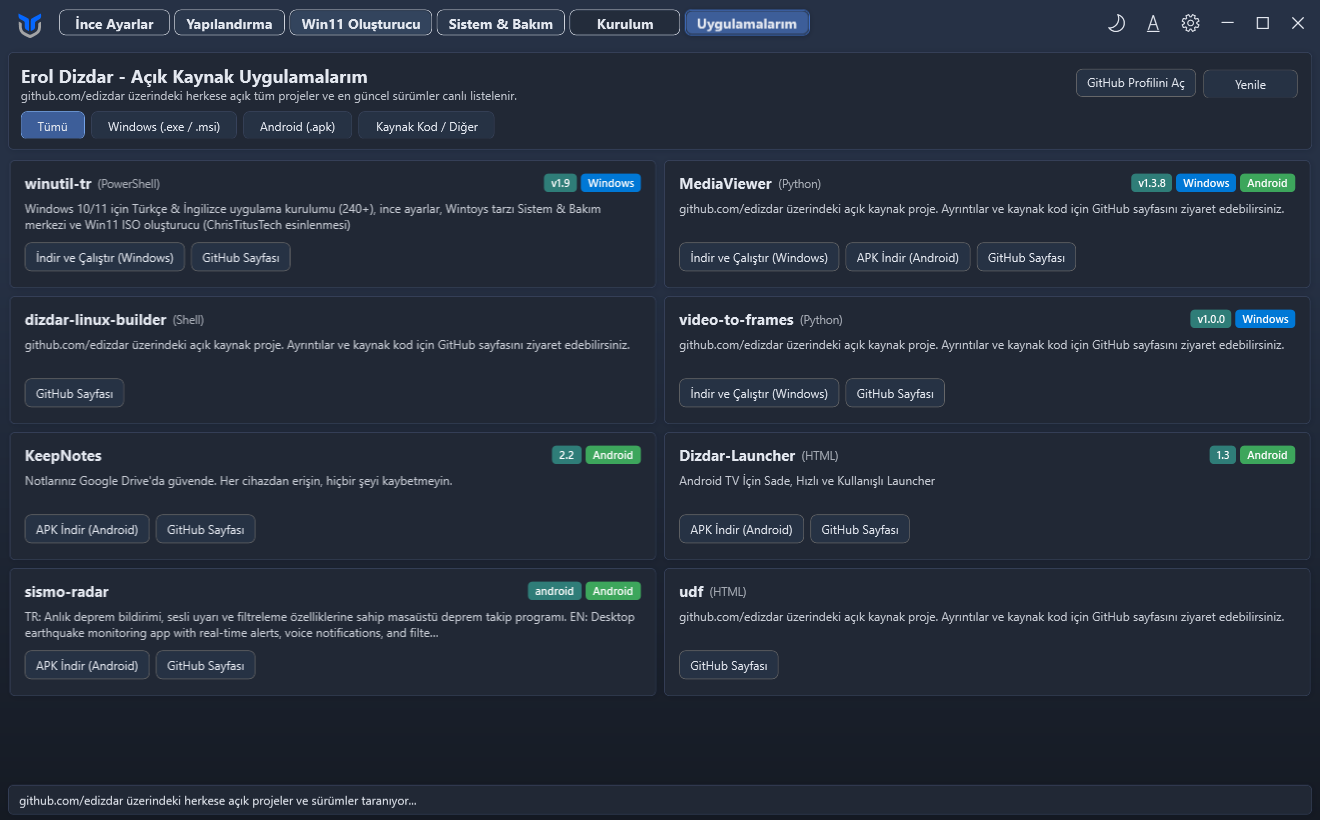 İnce Ayarlar Yapılandırma Win11 Oluşturucu Sistem & Bakım Kurulum Uygulamalarım
Erol Dizdar - Açık Kaynak Uygulamalarım
github.com/edizdar üzerindeki herkese açık tüm projeler ve en güncel sürümler canlı listelenir.
GitHub Profilini Aç Yenile
Tümü Windows (.exe / .msi) Android (.apk) Kaynak Kod / Diğer
winutil-tr (PowerShell) v1.9 Windows
Windows 10/11 için Türkçe & İngilizce uygulama kurulumu (240+), ince ayarlar, Wintoys tarzı Sistem & Bakım
merkezi ve Win11 ISO oluşturucu (ChrisTitusTech esinlenmesi)
İndir ve Çalıştır (Windows) GitHub Sayfası
MediaViewer (Python) v1.3.8 Windows Android
github.com/edizdar üzerindeki açık kaynak proje. Ayrıntılar ve kaynak kod için GitHub sayfasını ziyaret edebilirsiniz.
İndir ve Çalıştır (Windows) APK İndir (Android) GitHub Sayfası
dizdar-linux-builder (Shell)
github.com/edizdar üzerindeki açık kaynak proje. Ayrıntılar ve kaynak kod için GitHub sayfasını ziyaret edebilirsiniz.
GitHub Sayfası
video-to-frames (Python) v1.0.0 Windows
github.com/edizdar üzerindeki açık kaynak proje. Ayrıntılar ve kaynak kod için GitHub sayfasını ziyaret edebilirsiniz.
İndir ve Çalıştır (Windows) GitHub Sayfası
KeepNotes 2.2 Android
Notlarınız Google Drive'da güvende. Her cihazdan erişin, hiçbir şeyi kaybetmeyin.
APK İndir (Android) GitHub Sayfası
Dizdar-Launcher (HTML) 1.3 Android
Android TV İçin Sade, Hızlı ve Kullanışlı Launcher
APK İndir (Android) GitHub Sayfası
sismo-radar android Android
TR: Anlık deprem bildirimi, sesli uyarı ve filtreleme özelliklerine sahip masaüstü deprem takip programı. EN: Desktop
earthquake monitoring app with real-time alerts, voice notifications, and filte...
APK İndir (Android) GitHub Sayfası
udf (HTML)
github.com/edizdar üzerindeki açık kaynak proje. Ayrıntılar ve kaynak kod için GitHub sayfasını ziyaret edebilirsiniz.
GitHub Sayfası
github.com/edizdar üzerindeki herkese açık projeler ve sürümler taranıyor...